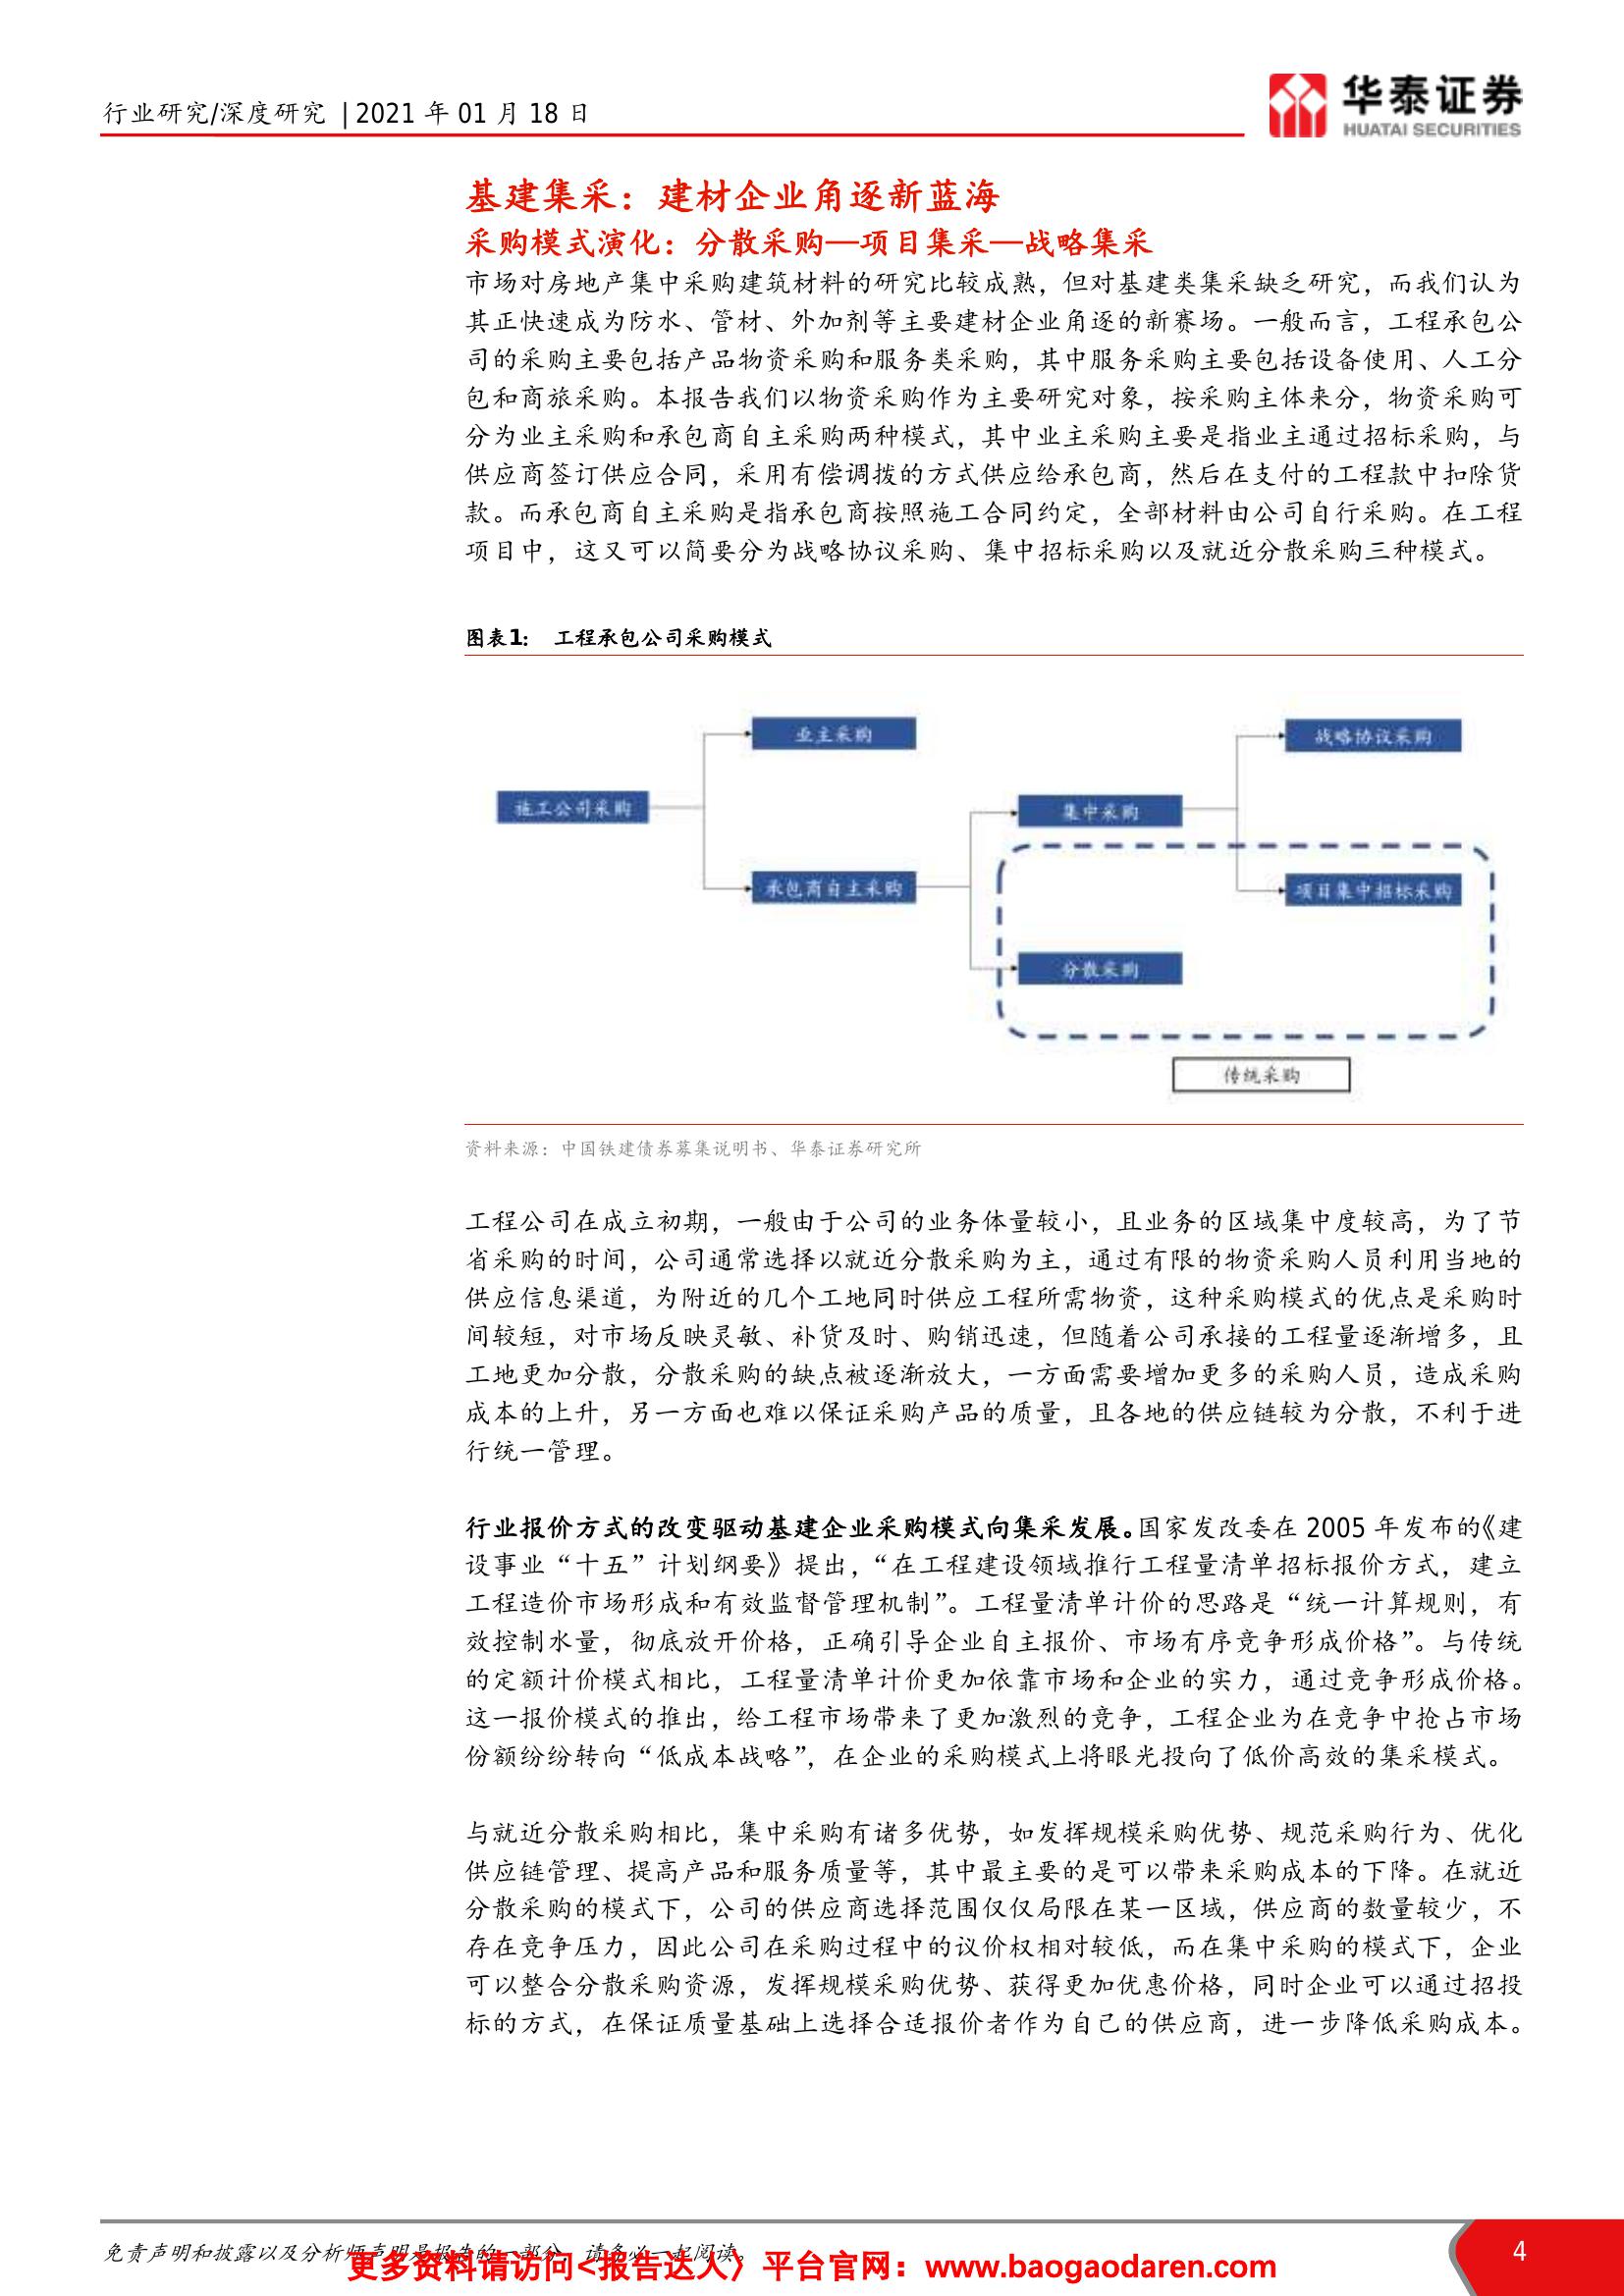 行业研究/深度研究 | 2021 年 01 月 18 日
华泰证券
HUATAI SECURITIES
基建集采：建材企业角逐新蓝海
采购模式演化：分散采购—项目集采—战略集采
市场对房地产集中采购建筑材料的研究比较成熟，但对基建类集采缺乏研究，而我们认为
其正快速成为防水、管材、外加剂等主要建材企业角逐的新赛场。一般而言，工程承包公
司的采购主要包括产品物资采购和服务类采购，其中服务采购主要包括设备使用、人工分
包和商旅采购。本报告我们以物资采购作为主要研究对象，按采购主体来分，物资采购可
分为业主采购和承包商自主采购两种模式，其中业主采购主要是指业主通过招标采购，与
供应商签订供应合同，采用有偿调拨的方式供应给承包商，然后在支付的工程款中扣除货
款。而承包商自主采购是指承包商按照施工合同约定，全部材料由公司自行采购。在工程
项目中，这又可以简要分为战略协议采购、集中招标采购以及就近分散采购三种模式。
图表1： 工程承包公司采购模式
业主采购
战略协议采购
施工公司采购
集中采购
承包商自主采购
项目集中招标采购
分散采购
传统采购
资料来源：中国铁建债券募集说明书、华泰证券研究所
工程公司在成立初期，一般由于公司的业务体量较小，且业务的区域集中度较高，为了节
省采购的时间，公司通常选择以就近分散采购为主，通过有限的物资采购人员利用当地的
供应信息渠道，为附近的几个工地同时供应工程所需物资，这种采购模式的优点是采购时
间较短，对市场反映灵敏、补货及时、购销迅速，但随着公司承接的工程量逐渐增多，且
工地更加分散，分散采购的缺点被逐渐放大，一方面需要增加更多的采购人员，造成采购
成本的上升，另一方面也难以保证采购产品的质量，且各地的供应链较为分散，不利于进
行统一管理。
行业报价方式的改变驱动基建企业采购模式向集采发展。国家发改委在 2005 年发布的《建
设事业“十五”计划纲要》提出，“在工程建设领域推行工程量清单招标报价方式，建立
工程造价市场形成和有效监督管理机制”。工程量清单计价的思路是“统一计算规则，有
效控制水量，彻底放开价格，正确引导企业自主报价、市场有序竞争形成价格”。与传统
的定额计价模式相比，工程量清单计价更加依靠市场和企业的实力，通过竞争形成价格。
这一报价模式的推出，给工程市场带来了更加激烈的竞争，工程企业为在竞争中抢占市场
份额纷纷转向“低成本战略”，在企业的采购模式上将眼光投向了低价高效的集采模式。
与就近分散采购相比，集中采购有诸多优势，如发挥规模采购优势、规范采购行为、优化
供应链管理、提高产品和服务质量等，其中最主要的是可以带来采购成本的下降。在就近
分散采购的模式下，公司的供应商选择范围仅仅局限在某一区域，供应商的数量较少，不
存在竞争压力，因此公司在采购过程中的议价权相对较低，而在集中采购的模式下，企业
可以整合分散采购资源，发挥规模采购优势、获得更加优惠价格，同时企业可以通过招投
标的方式，在保证质量基础上选择合适报价者作为自己的供应商，进一步降低采购成本。
免责声明和披露以及分析师声明是报告的一部分，请务必一起阅读。
更多资料请访问<报告达人〉平台官网：www.baogaodaren.com
4